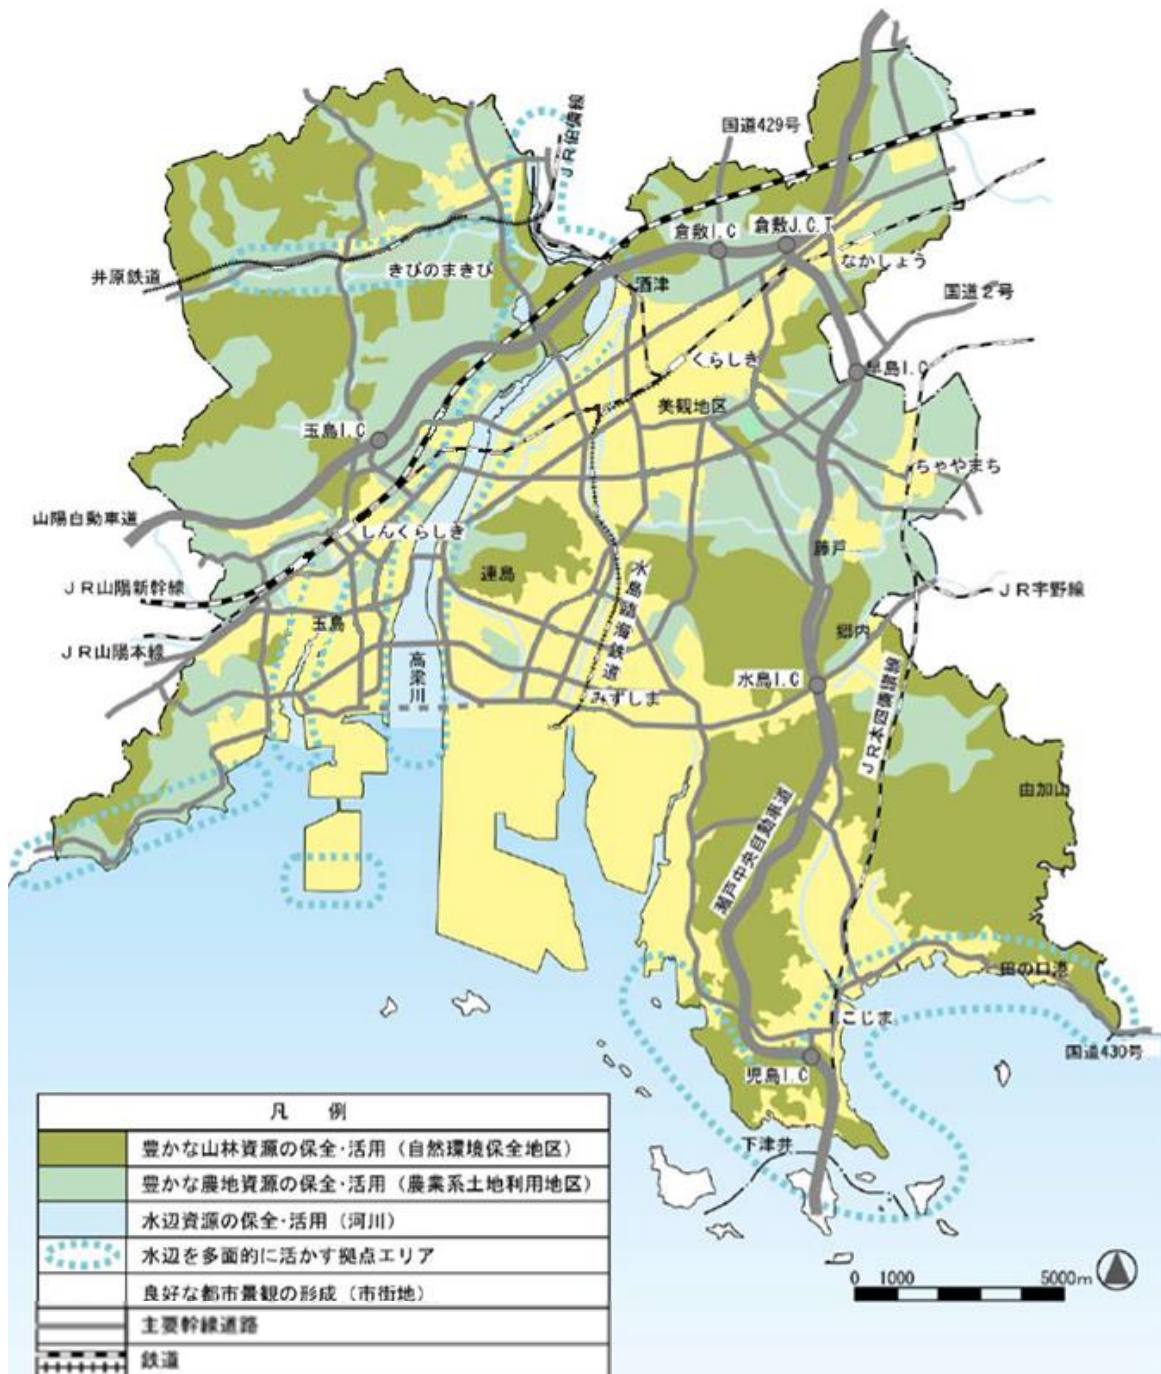 JR伯備線
国道429号
倉敷I.C
倉敷J.C.T
なかしょう
井原鉄道
きびのまきび
酒津
国道2号
くらしき
早島I.C
美観地区
玉島I.C
ちゃやまち
山陽自動車道
しんくらしき
藤戸
連島
水島臨海鉄道
JR山陽新幹線
JR宇野線
玉島
郷内
JR山陽本線
高梁川
水島I.C
みずしま
JR本四備讃線
由加山
瀬戸中央自動車道
田の口港
こじま
国道430号
児島I.C
下津井
凡 例
豊かな山林資源の保全・活用（自然環境保全地区）
豊かな農地資源の保全・活用（農業系土地利用地区）
水辺資源の保全・活用（河川）
水辺を多面的に活かす拠点エリア
良好な都市景観の形成（市街地）
主要幹線道路
鉄道
0 1000 5000m